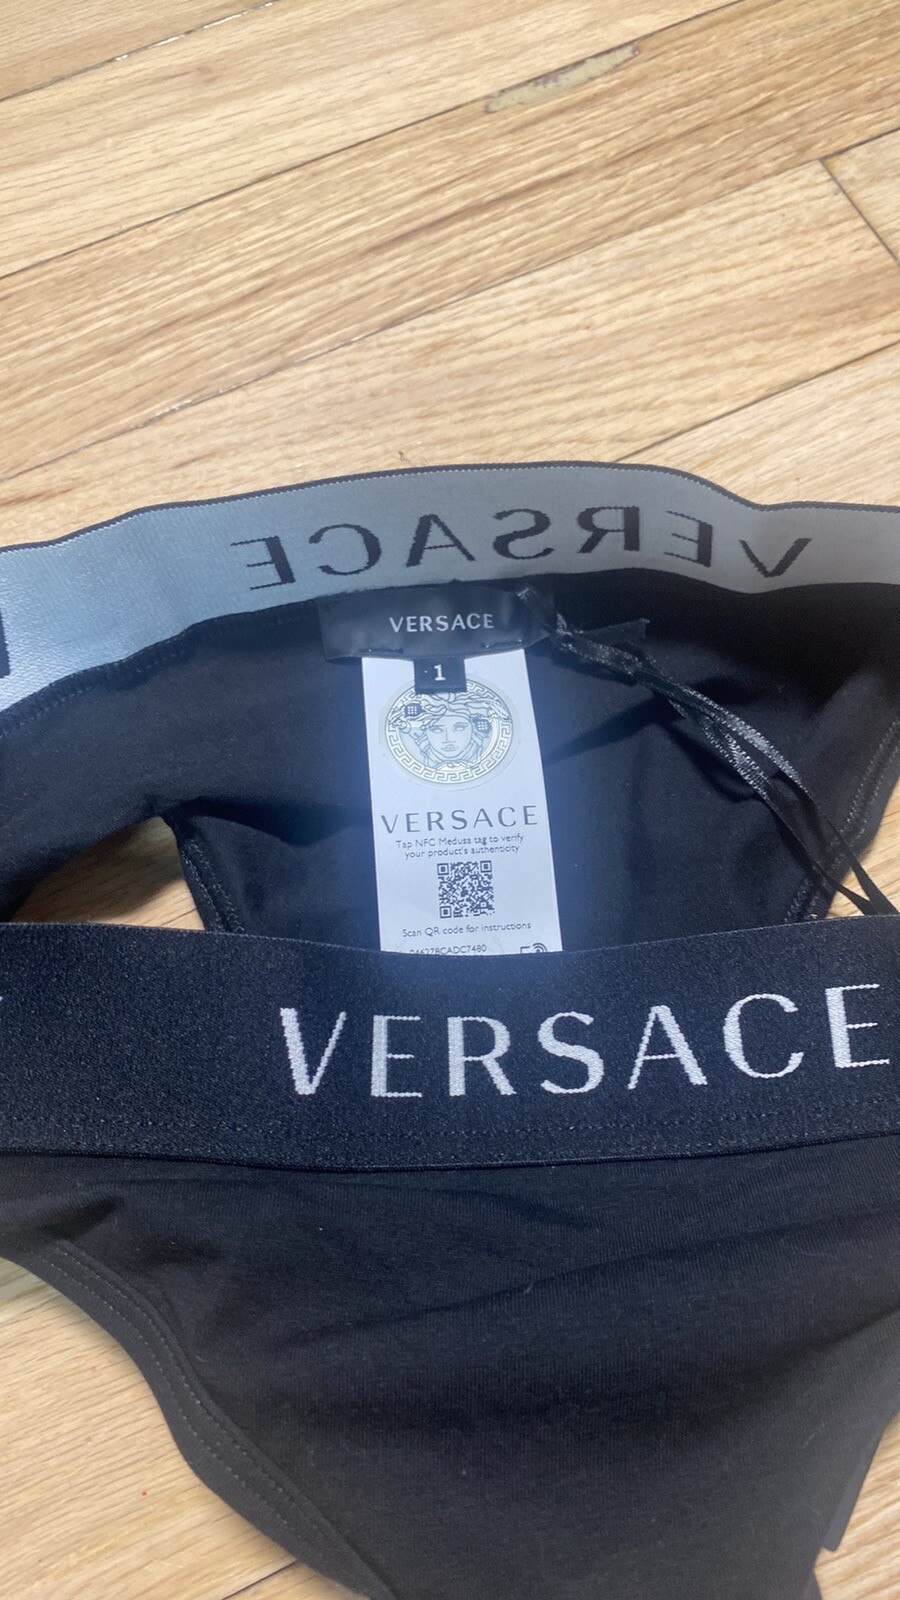 VERSACE
VERSACE
1
VERSACE
Tap NFC Medusa tag to verify
your product's authenticity
Scan QR code for instructions
04627BCADC7480
VERSACE